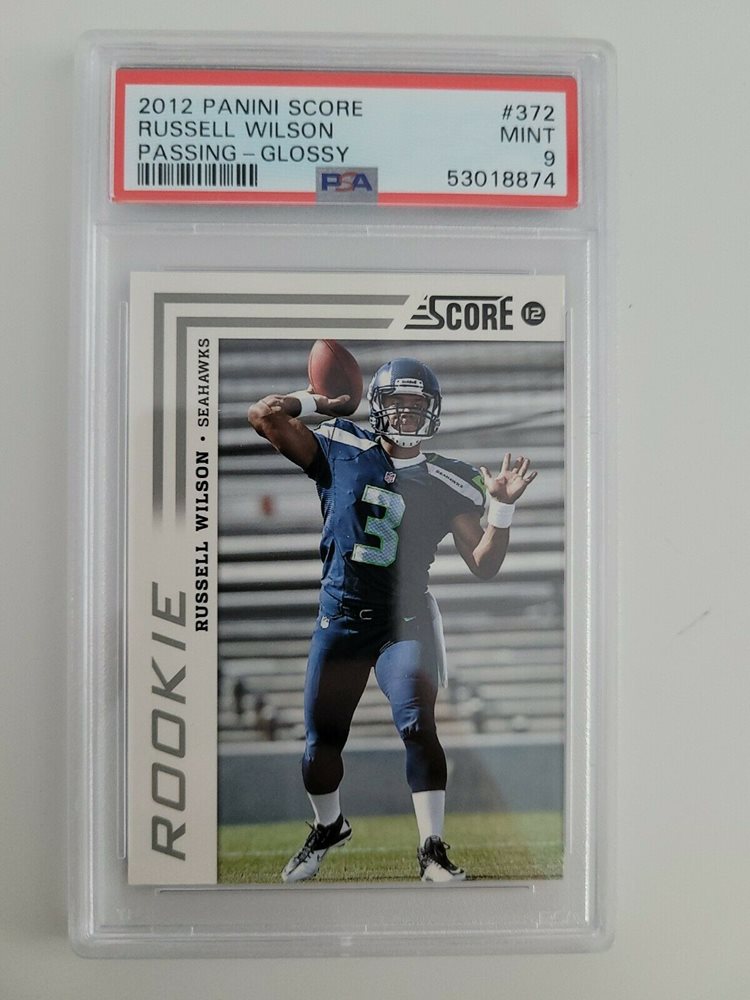 2012 PANINI SCORE #372
RUSSELL WILSON MINT
PASSING - GLOSSY 9
PSA 53018874
SCORE 12
RUSSELL WILSON • SEAHAWKS
ROOKIE
Riddell
SEAHAWKS
3